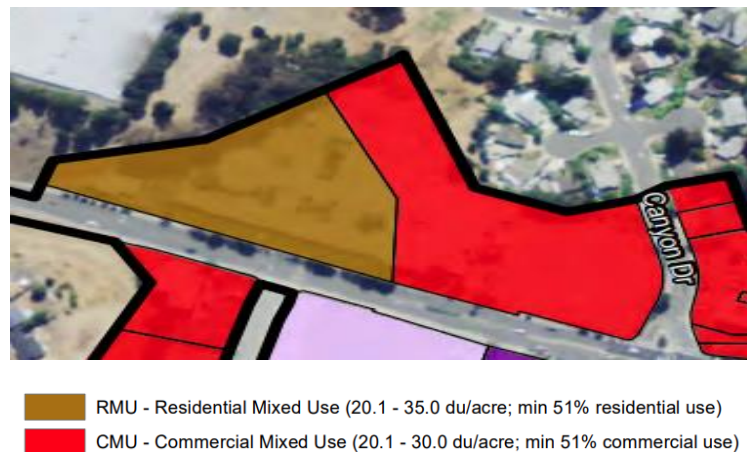 Canyon Dr
RMU - Residential Mixed Use (20.1 - 35.0 du/acre; min 51% residential use)
CMU - Commercial Mixed Use (20.1 - 30.0 du/acre; min 51% commercial use)